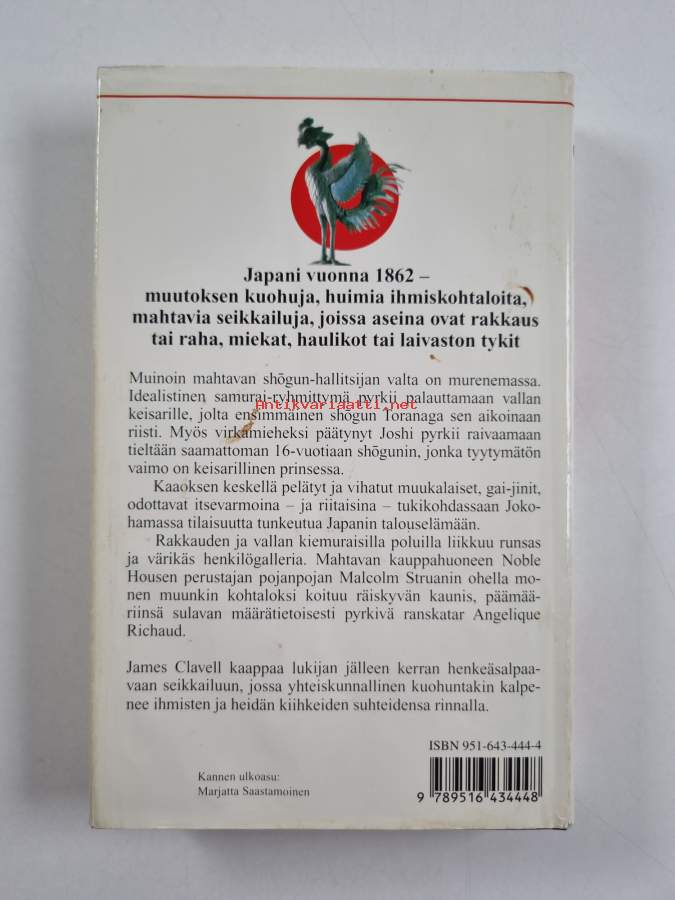 Japani vuonna 1862 –
muutoksen kuohuja, huimia ihmiskohtaloita,
mahtavia seikkailuja, joissa aseina ovat rakkaus
tai raha, miekat, haulikot tai laivaston tykit
Muinoin mahtavan shōgun-hallitsijan valta on murenemassa.
Idealistinen samurai-ryhmittymä pyrkii palauttamaan vallan
Antikvariaatti.net
keisarille, jolta ensimmäinen shōgun Toranaga sen aikoinaan
riisti. Myös virkamieheksi päätynyt Joshi pyrkii raivaamaan
tieltään saamattoman 16-vuotiaan shōgunin, jonka tyytymätön
vaimo on keisarillinen prinsessa.
Kaaoksen keskellä pelätyt ja vihatut muukalaiset, gai-jinit,
odottavat itsevarmoina – ja riitaisina – tukikohdassaan Joko-
hamassa tilaisuutta tunkeutua Japanin talouselämään.
Rakkauden ja vallan kiemuraisilla poluilla liikkuu runsas
ja värikäs henkilögalleria. Mahtavan kauppahuoneen Noble
Housen perustajan pojanpojan Malcolm Struanin ohella mo-
nen muunkin kohtaloksi koituu räiskyvän kaunis, päämää-
riinsä sulavan määrätietoisesti pyrkivä ranskatar Angelique
Richaud.
James Clavell kaappaa lukijan jälleen kerran henkeäsalpaa-
vaan seikkailuun, jossa yhteiskunnallinen kuohuntakin kalpe-
nee ihmisten ja heidän kiihkeiden suhteidensa rinnalla.
ISBN 951-643-444-4
Kannen ulkoasu:
Marjatta Saastamoinen
9 789516 434448